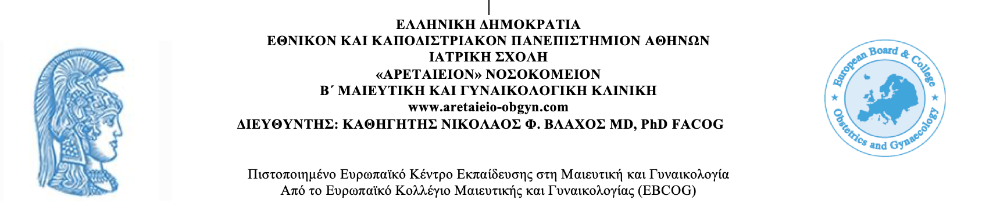 ΕΛΛΗΝΙΚΗ ΔΗΜΟΚΡΑΤΙΑ
ΕΘΝΙΚΟΝ ΚΑΙ ΚΑΠΟΔΙΣΤΡΙΑΚΟΝ ΠΑΝΕΠΙΣΤΗΜΙΟΝ ΑΘΗΝΩΝ
ΙΑΤΡΙΚΗ ΣΧΟΛΗ
«ΑΡΕΤΑΙΕΙΟΝ» ΝΟΣΟΚΟΜΕΙΟΝ
Β΄ ΜΑΙΕΥΤΙΚΗ ΚΑΙ ΓΥΝΑΙΚΟΛΟΓΙΚΗ ΚΛΙΝΙΚΗ
www.aretaieio-obgyn.com
ΔΙΕΥΘΥΝΤΗΣ: ΚΑΘΗΓΗΤΗΣ ΝΙΚΟΛΑΟΣ Φ. ΒΛΑΧΟΣ MD, PhD FACOG
Πιστοποιημένο Ευρωπαϊκό Κέντρο Εκπαίδευσης στη Μαιευτική και Γυναικολογία
Από το Ευρωπαϊκό Κολλέγιο Μαιευτικής και Γυναικολογίας (EBCOG)
European Board & College
Obstetrics and Gynaecology